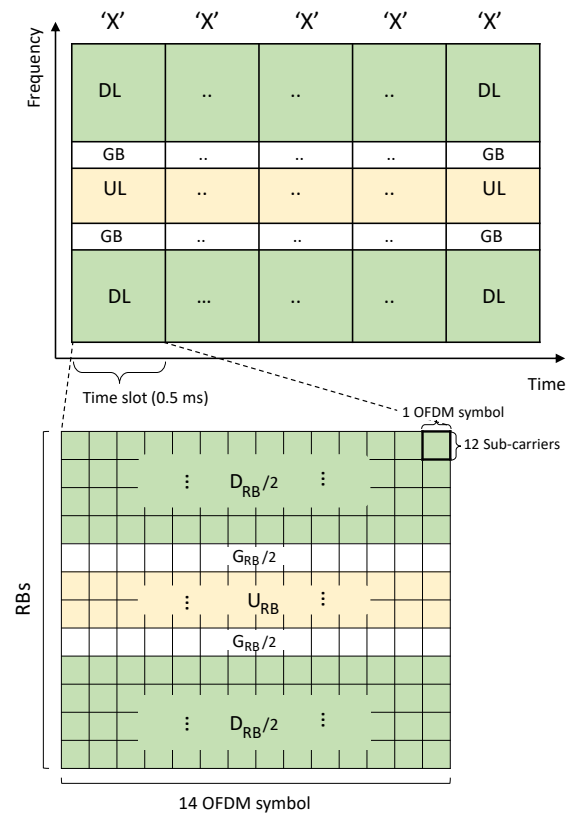 ‘X’ ‘X’ ‘X’ ‘X’ ‘X’
Frequency
DL .. .. .. DL
GB .. .. .. GB
UL .. .. .. UL
GB .. .. .. GB
DL ... .. .. DL
Time
Time slot (0.5 ms)
1 OFDM symbol
12 Sub-carriers
RBs
⋮ D_RB/2 ⋮
G_RB/2
⋮ U_RB ⋮
G_RB/2
⋮ D_RB/2 ⋮
14 OFDM symbol